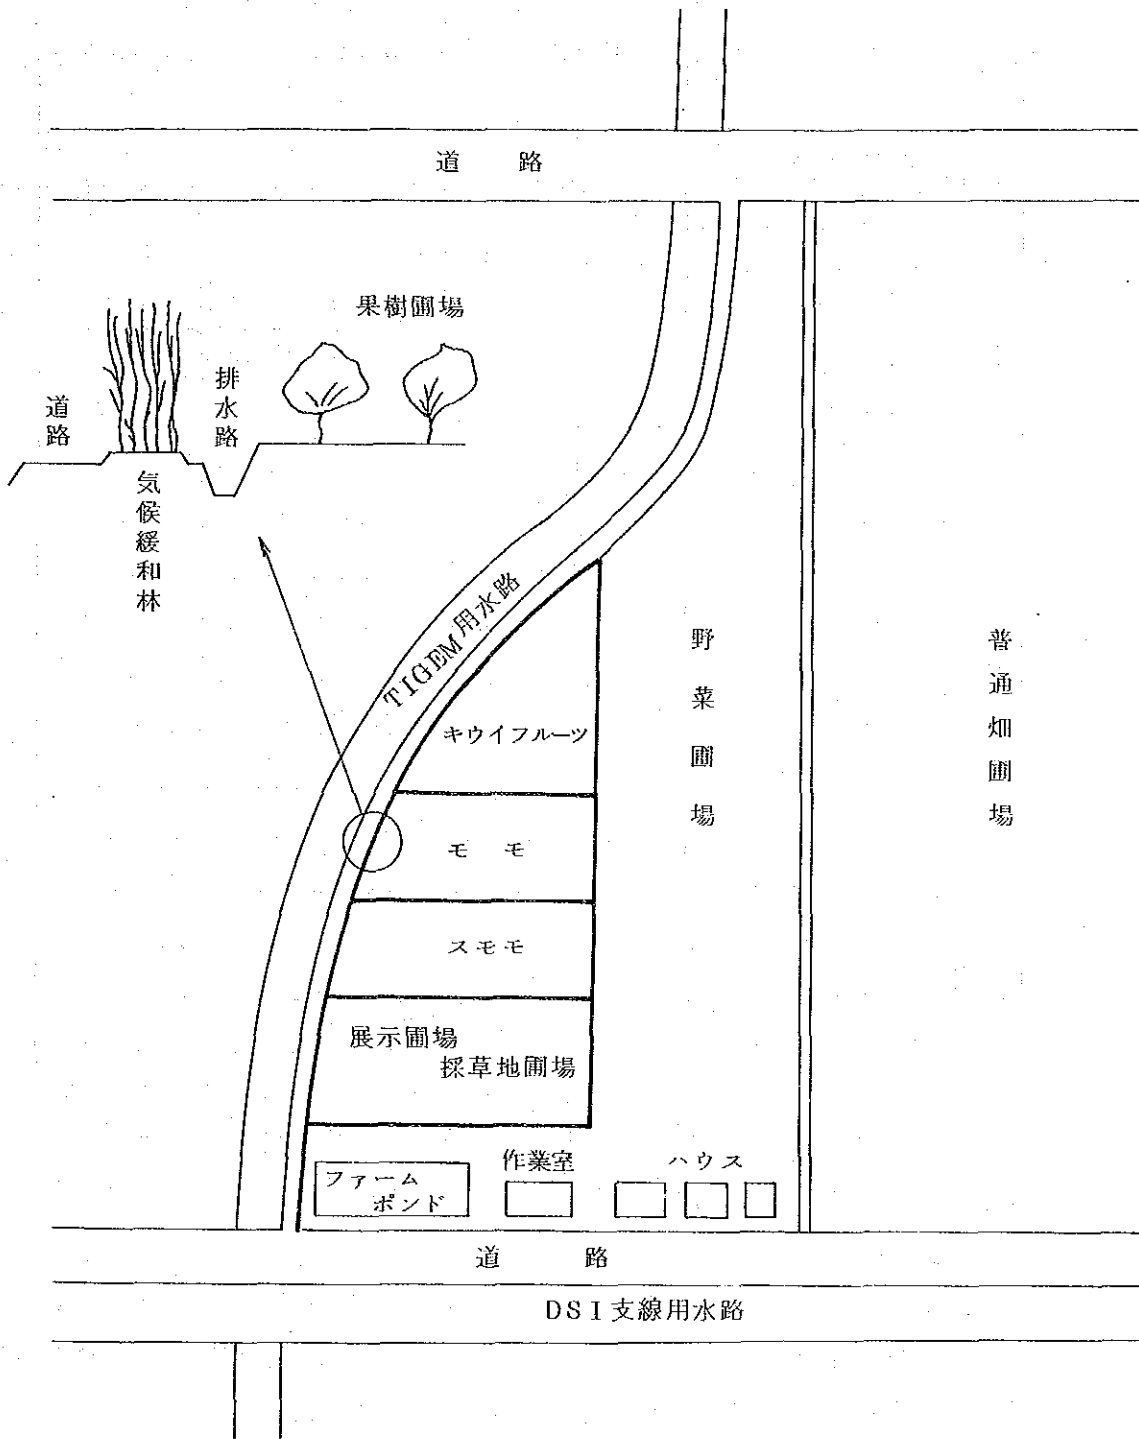 道 路
果樹圃場
道路
排水路
気候緩和林
TIGEM用水路
キウイフルーツ
モ モ
スモモ
展示圃場
採草地圃場
野菜圃場
普通畑圃場
ファーム
ポンド
作業室
ハウス
道 路
DSI支線用水路